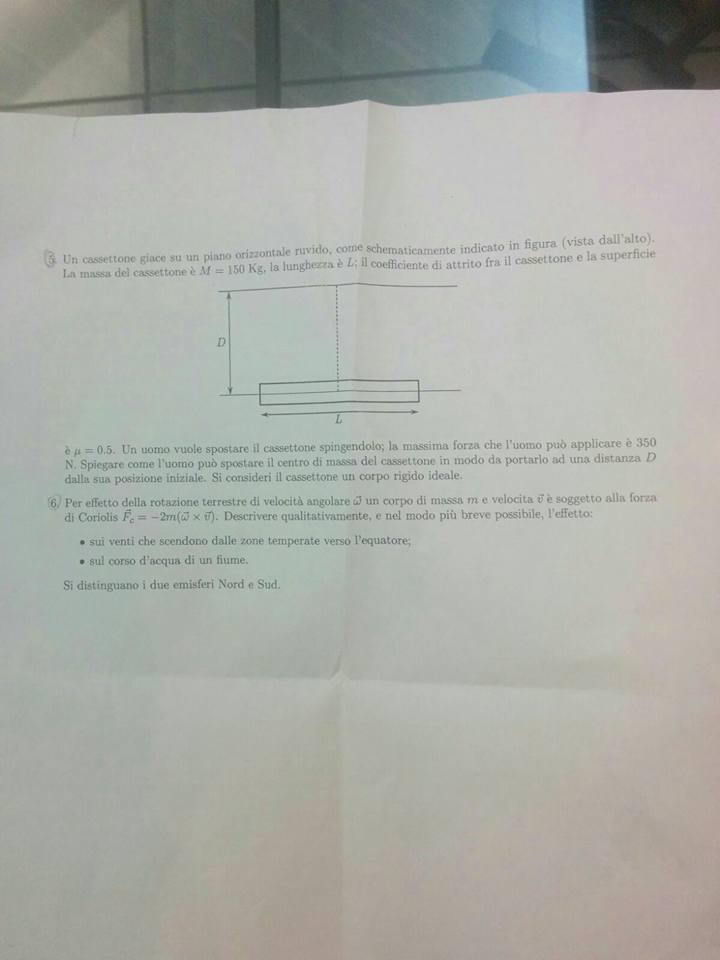 5. Un cassettone giace su un piano orizzontale ruvido, come schematicamente indicato in figura (vista dall'alto).
La massa del cassettone è M = 150 Kg, la lunghezza è L; il coefficiente di attrito fra il cassettone e la superficie
D
L
è μ = 0.5. Un uomo vuole spostare il cassettone spingendolo; la massima forza che l'uomo può applicare è 350
N. Spiegare come l'uomo può spostare il centro di massa del cassettone in modo da portarlo ad una distanza D
dalla sua posizione iniziale. Si consideri il cassettone un corpo rigido ideale.
6. Per effetto della rotazione terrestre di velocità angolare ω⃗ un corpo di massa m e velocita v⃗ è soggetto alla forza
di Coriolis F⃗c = −2m(ω⃗ × v⃗). Descrivere qualitativamente, e nel modo più breve possibile, l'effetto:
• sui venti che scendono dalle zone temperate verso l'equatore;
• sul corso d'acqua di un fiume.
Si distinguano i due emisferi Nord e Sud.